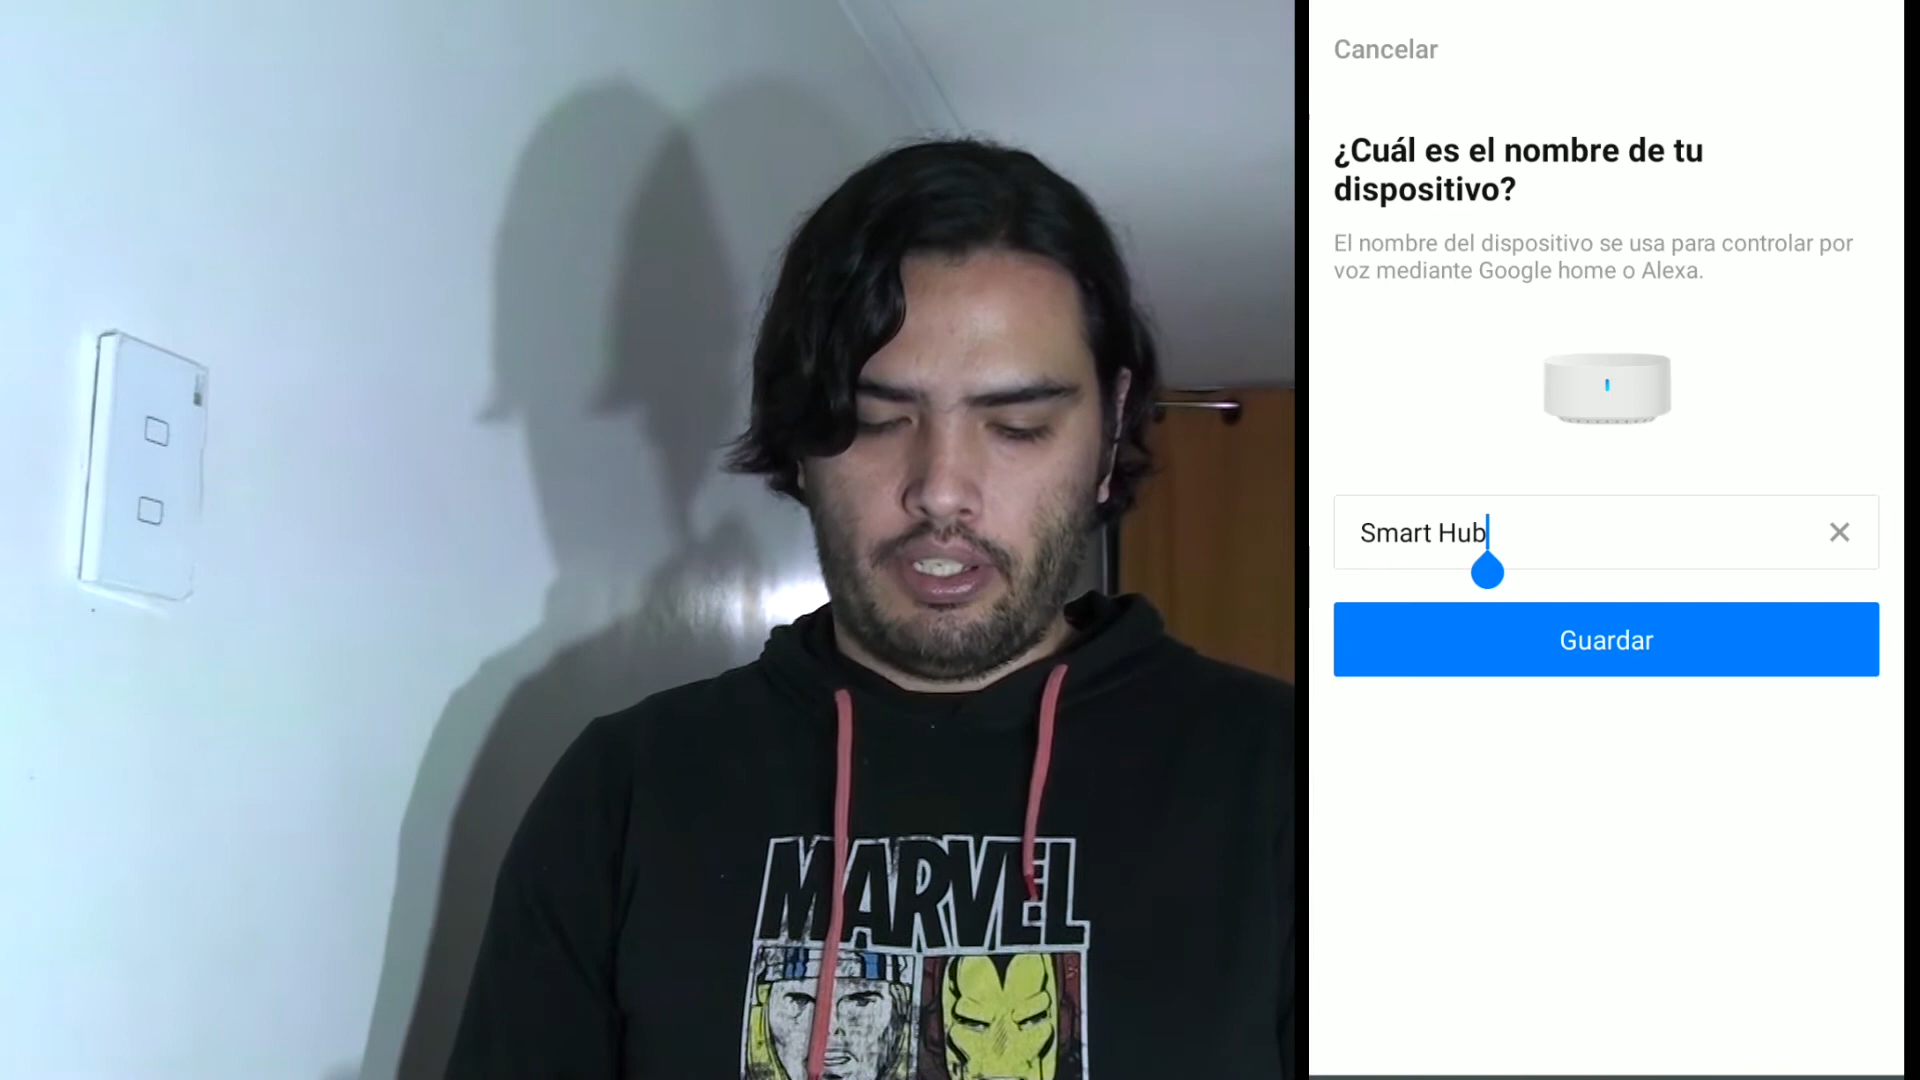 MARVEL
Cancelar
¿Cuál es el nombre de tu
dispositivo?
El nombre del dispositivo se usa para controlar por
voz mediante Google home o Alexa.
Smart Hub
Guardar